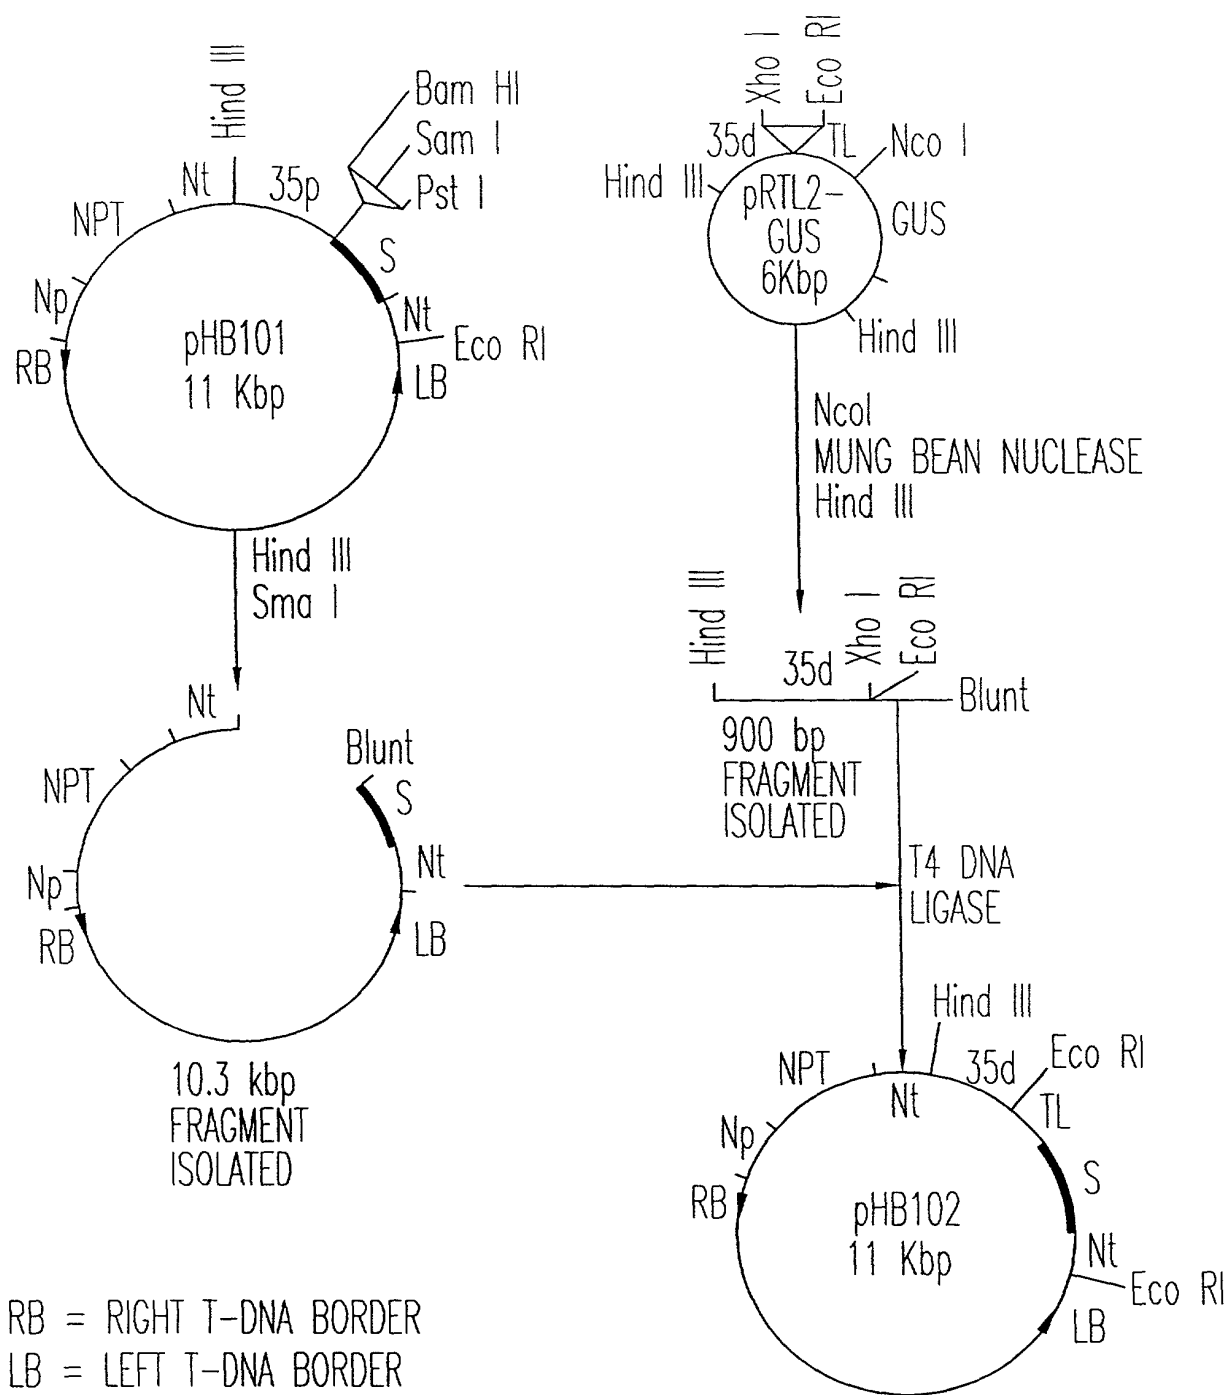 Hind III
Bam HI
Sam I
Pst I
35p
Nt
NPT
Np
RB
S
Nt
Eco RI
LB
pHB101
11 Kbp
Hind III
Sma I
Xho I
Eco RI
35d
TL
Nco I
Hind III
pRTL2-
GUS
6Kbp
GUS
Hind III
NcoI
MUNG BEAN NUCLEASE
Hind III
Hind III
35d
Xho I
Eco RI
Blunt
900 bp
FRAGMENT
ISOLATED
Nt
NPT
Np
RB
Blunt
S
Nt
LB
10.3 kbp
FRAGMENT
ISOLATED
T4 DNA
LIGASE
Hind III
NPT
Nt
35d
Eco RI
TL
Np
RB
S
pHB102
11 Kbp
Nt
Eco RI
LB
RB = RIGHT T-DNA BORDER
LB = LEFT T-DNA BORDER